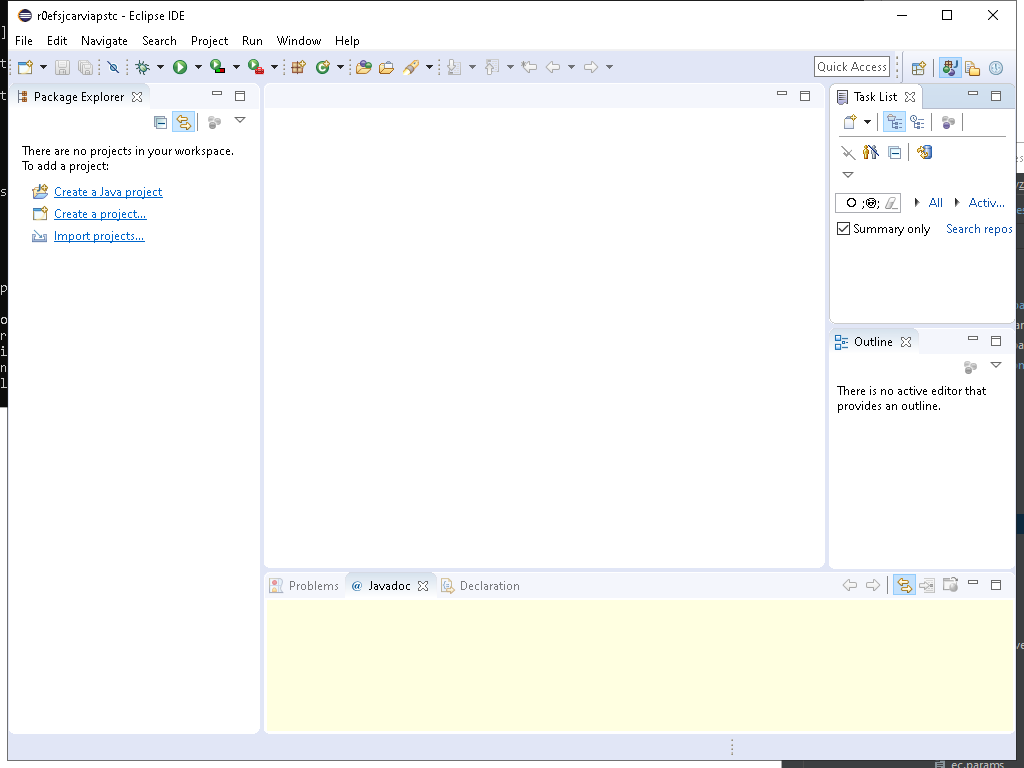 r0efsjcarviapstc - Eclipse IDE
File Edit Navigate Search Project Run Window Help
Quick Access
Package Explorer
There are no projects in your workspace.
To add a project:
Create a Java project
Create a project...
Import projects...
Task List
All Activ...
Summary only Search repos
Outline
There is no active editor that
provides an outline.
Problems @ Javadoc Declaration
ec.params